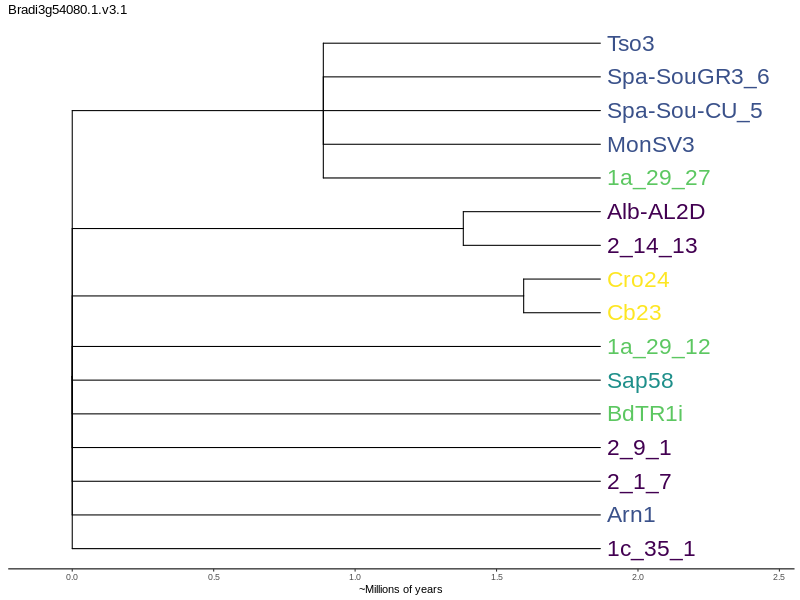 Bradi3g54080.1.v3.1
Tso3
Spa-SouGR3_6
Spa-Sou-CU_5
MonSV3
1a_29_27
Alb-AL2D
2_14_13
Cro24
Cb23
1a_29_12
Sap58
BdTR1i
2_9_1
2_1_7
Arn1
1c_35_1
0.0 0.5 1.0 1.5 2.0 2.5
~Millions of years